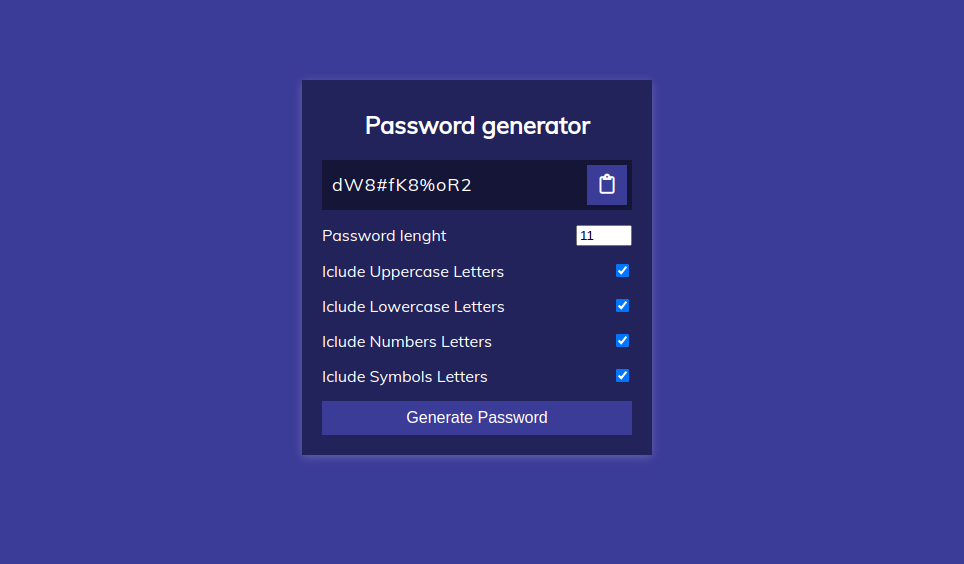 Password generator
dW8#fK8%oR2
Password lenght 11
Iclude Uppercase Letters
Iclude Lowercase Letters
Iclude Numbers Letters
Iclude Symbols Letters
Generate Password